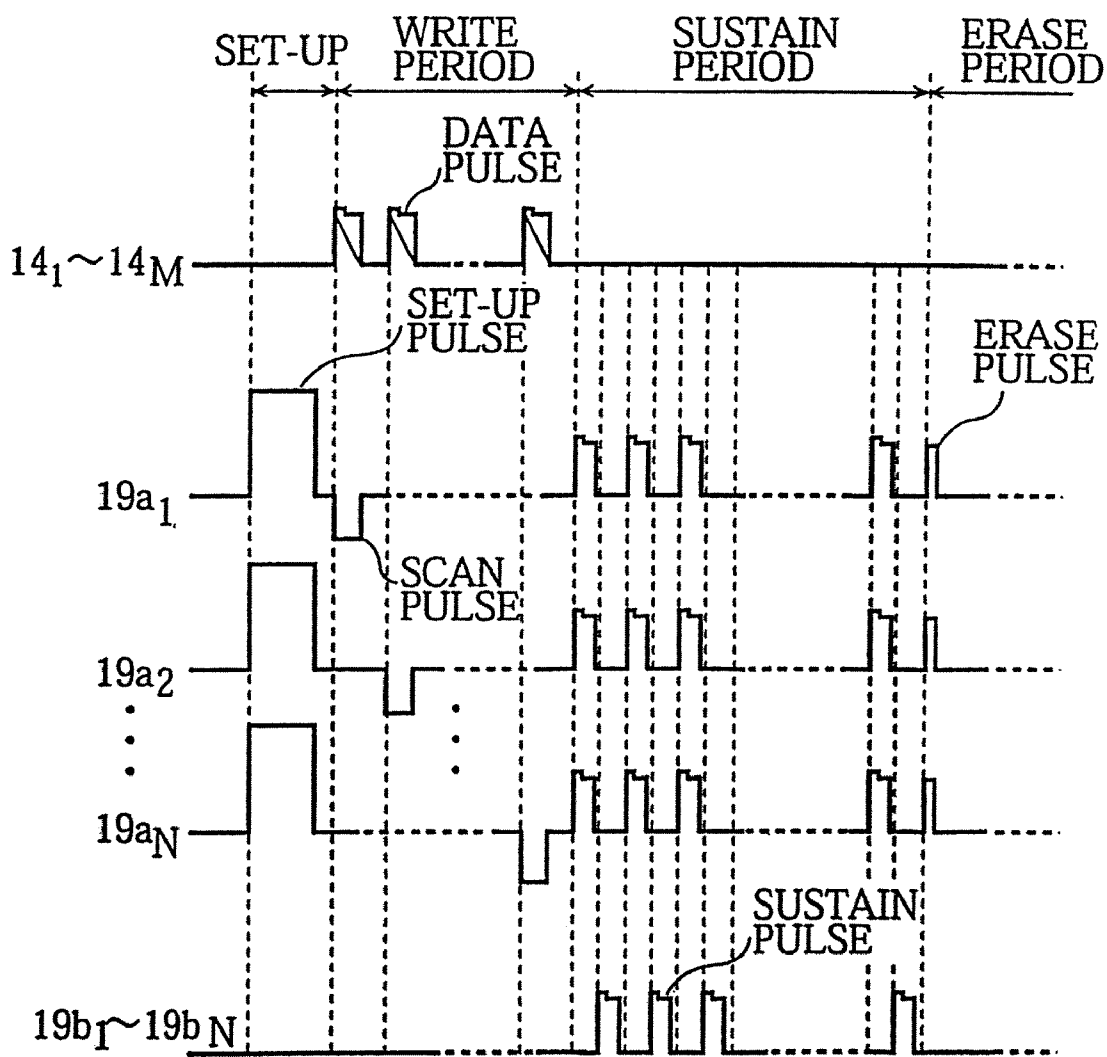 SET-UP
WRITE
PERIOD
SUSTAIN
PERIOD
ERASE
PERIOD
DATA
PULSE
14₁~14M
SET-UP
PULSE
ERASE
PULSE
19a₁
SCAN
PULSE
19a₂
19aN
SUSTAIN
PULSE
19b₁~19bN